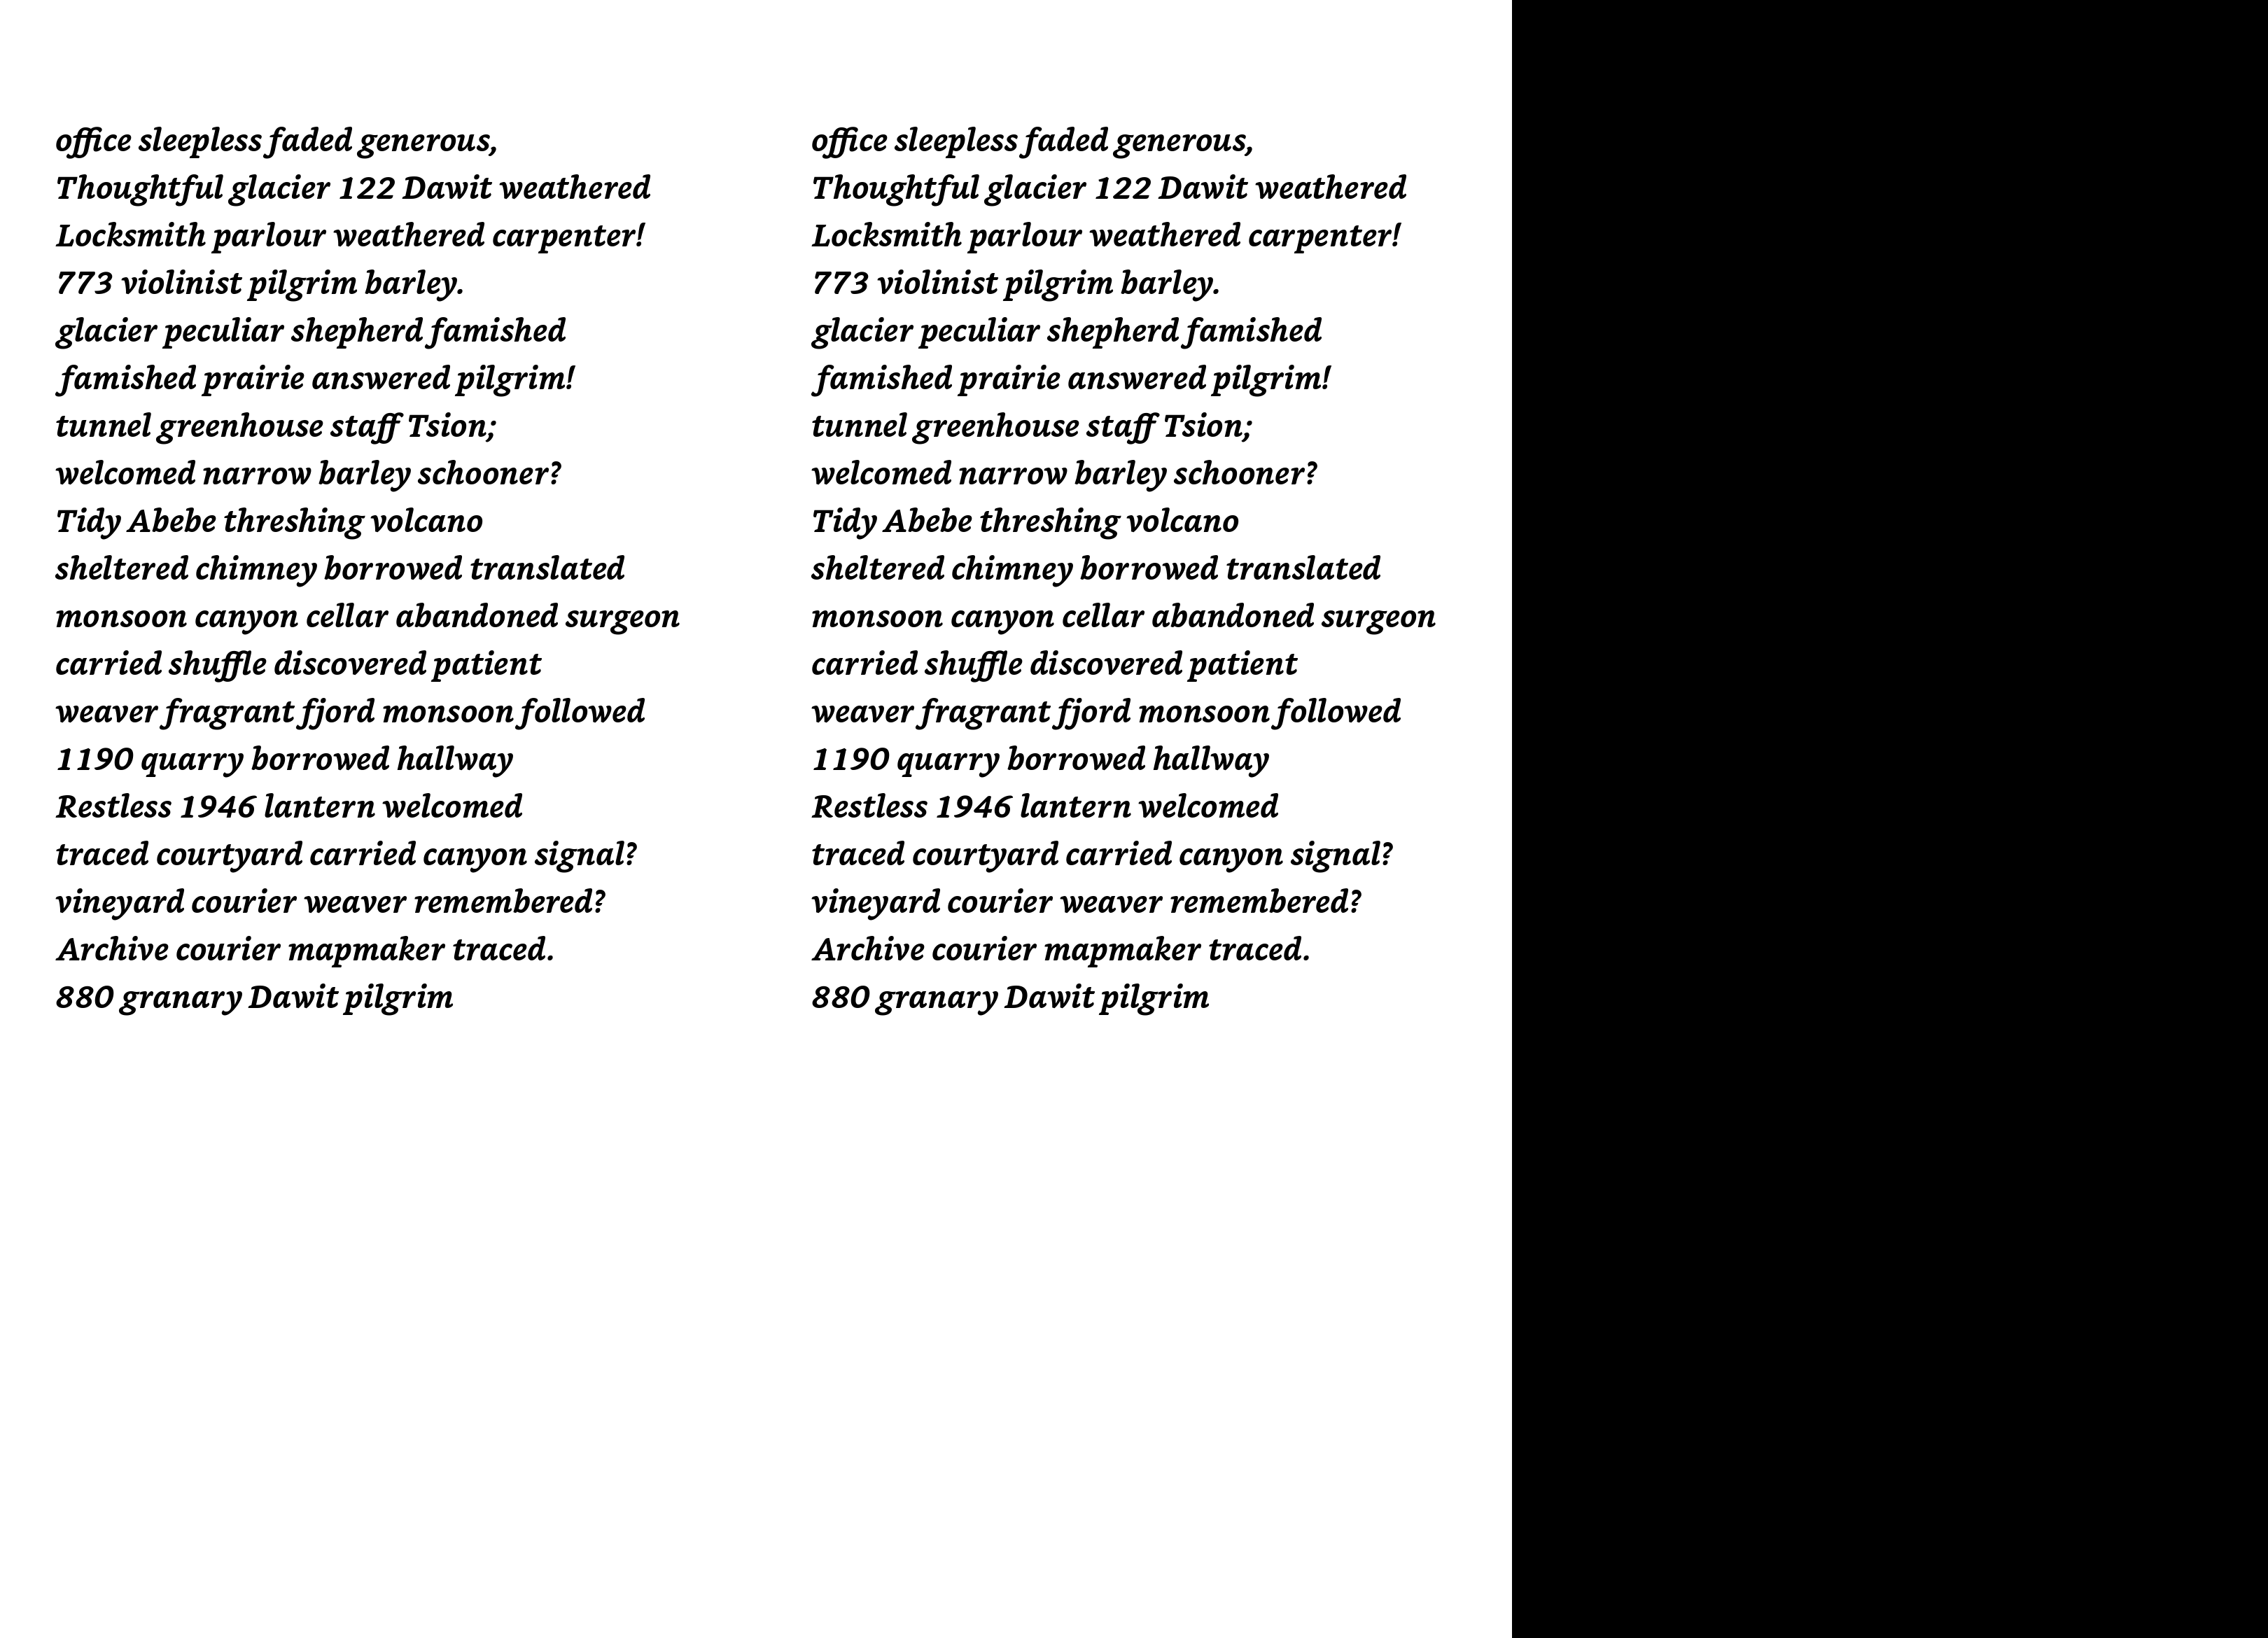 office sleepless faded generous,
Thoughtful glacier 122 Dawit weathered
Locksmith parlour weathered carpenter!
773 violinist pilgrim barley.
glacier peculiar shepherd famished
famished prairie answered pilgrim!
tunnel greenhouse staff Tsion;
welcomed narrow barley schooner?
Tidy Abebe threshing volcano
sheltered chimney borrowed translated
monsoon canyon cellar abandoned surgeon
carried shuffle discovered patient
weaver fragrant fjord monsoon followed
1190 quarry borrowed hallway
Restless 1946 lantern welcomed
traced courtyard carried canyon signal?
vineyard courier weaver remembered?
Archive courier mapmaker traced.
880 granary Dawit pilgrim
office sleepless faded generous,
Thoughtful glacier 122 Dawit weathered
Locksmith parlour weathered carpenter!
773 violinist pilgrim barley.
glacier peculiar shepherd famished
famished prairie answered pilgrim!
tunnel greenhouse staff Tsion;
welcomed narrow barley schooner?
Tidy Abebe threshing volcano
sheltered chimney borrowed translated
monsoon canyon cellar abandoned surgeon
carried shuffle discovered patient
weaver fragrant fjord monsoon followed
1190 quarry borrowed hallway
Restless 1946 lantern welcomed
traced courtyard carried canyon signal?
vineyard courier weaver remembered?
Archive courier mapmaker traced.
880 granary Dawit pilgrim